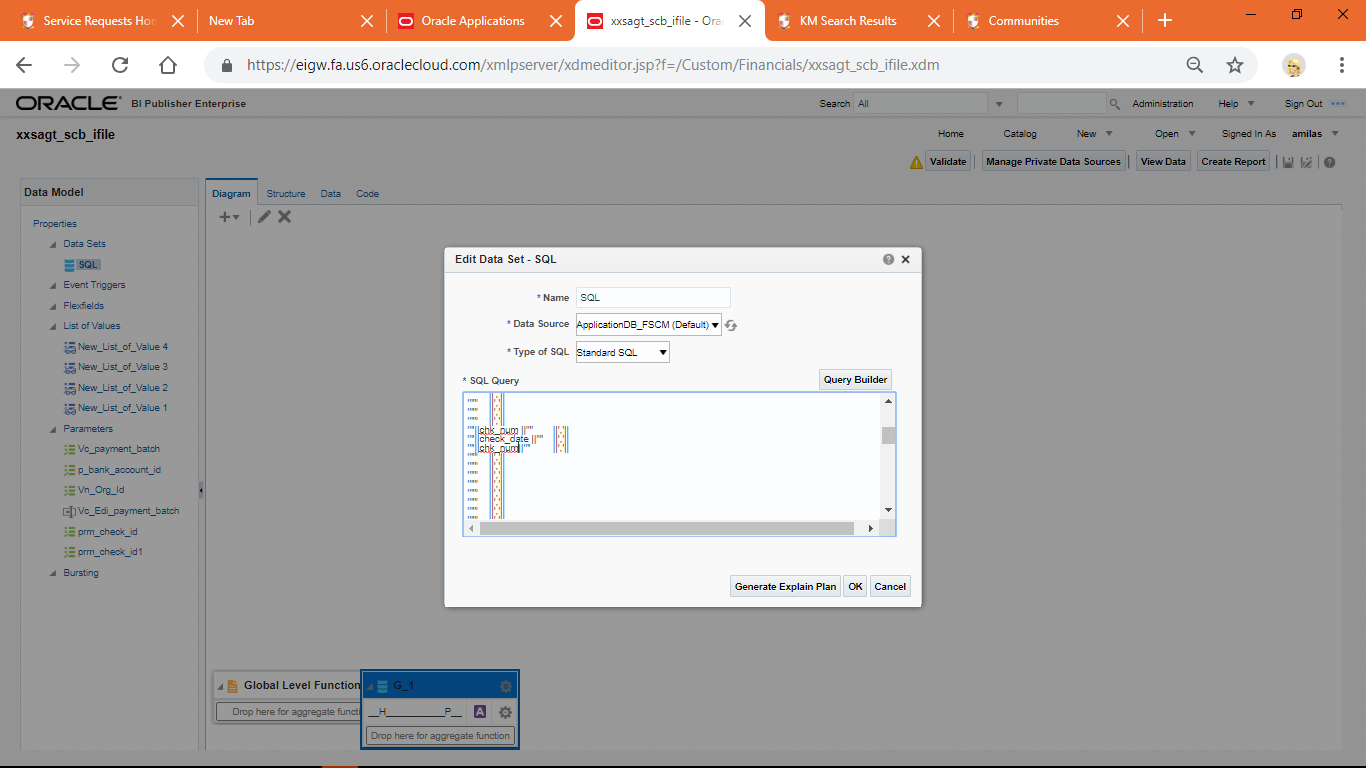 Service Requests Hon
New Tab
Oracle Applications
xxsagt_scb_ifile - Ora
KM Search Results
Communities
https://eigw.fa.us6.oraclecloud.com/xmlpserver/xdmeditor.jsp?f=/Custom/Financials/xxsagt_scb_ifile.xdm
ORACLE BI Publisher Enterprise
Search All
Administration
Help
Sign Out
xxsagt_scb_ifile
Home
Catalog
New
Open
Signed In As amilas
Validate
Manage Private Data Sources
View Data
Create Report
Data Model
Diagram
Structure
Data
Code
Properties
Data Sets
SQL
Event Triggers
Flexfields
List of Values
New_List_of_Value 4
New_List_of_Value 3
New_List_of_Value 2
New_List_of_Value 1
Parameters
Vc_payment_batch
p_bank_account_id
Vn_Org_Id
Vc_Edi_payment_batch
prm_check_id
prm_check_id1
Bursting
Edit Data Set - SQL
* Name SQL
* Data Source ApplicationDB_FSCM (Default)
* Type of SQL Standard SQL
* SQL Query
Query Builder
chk_num
check_date
chk_num
Generate Explain Plan
OK
Cancel
Global Level Function
G_1
Drop here for aggregate functi
__H__________P__
A
Drop here for aggregate function